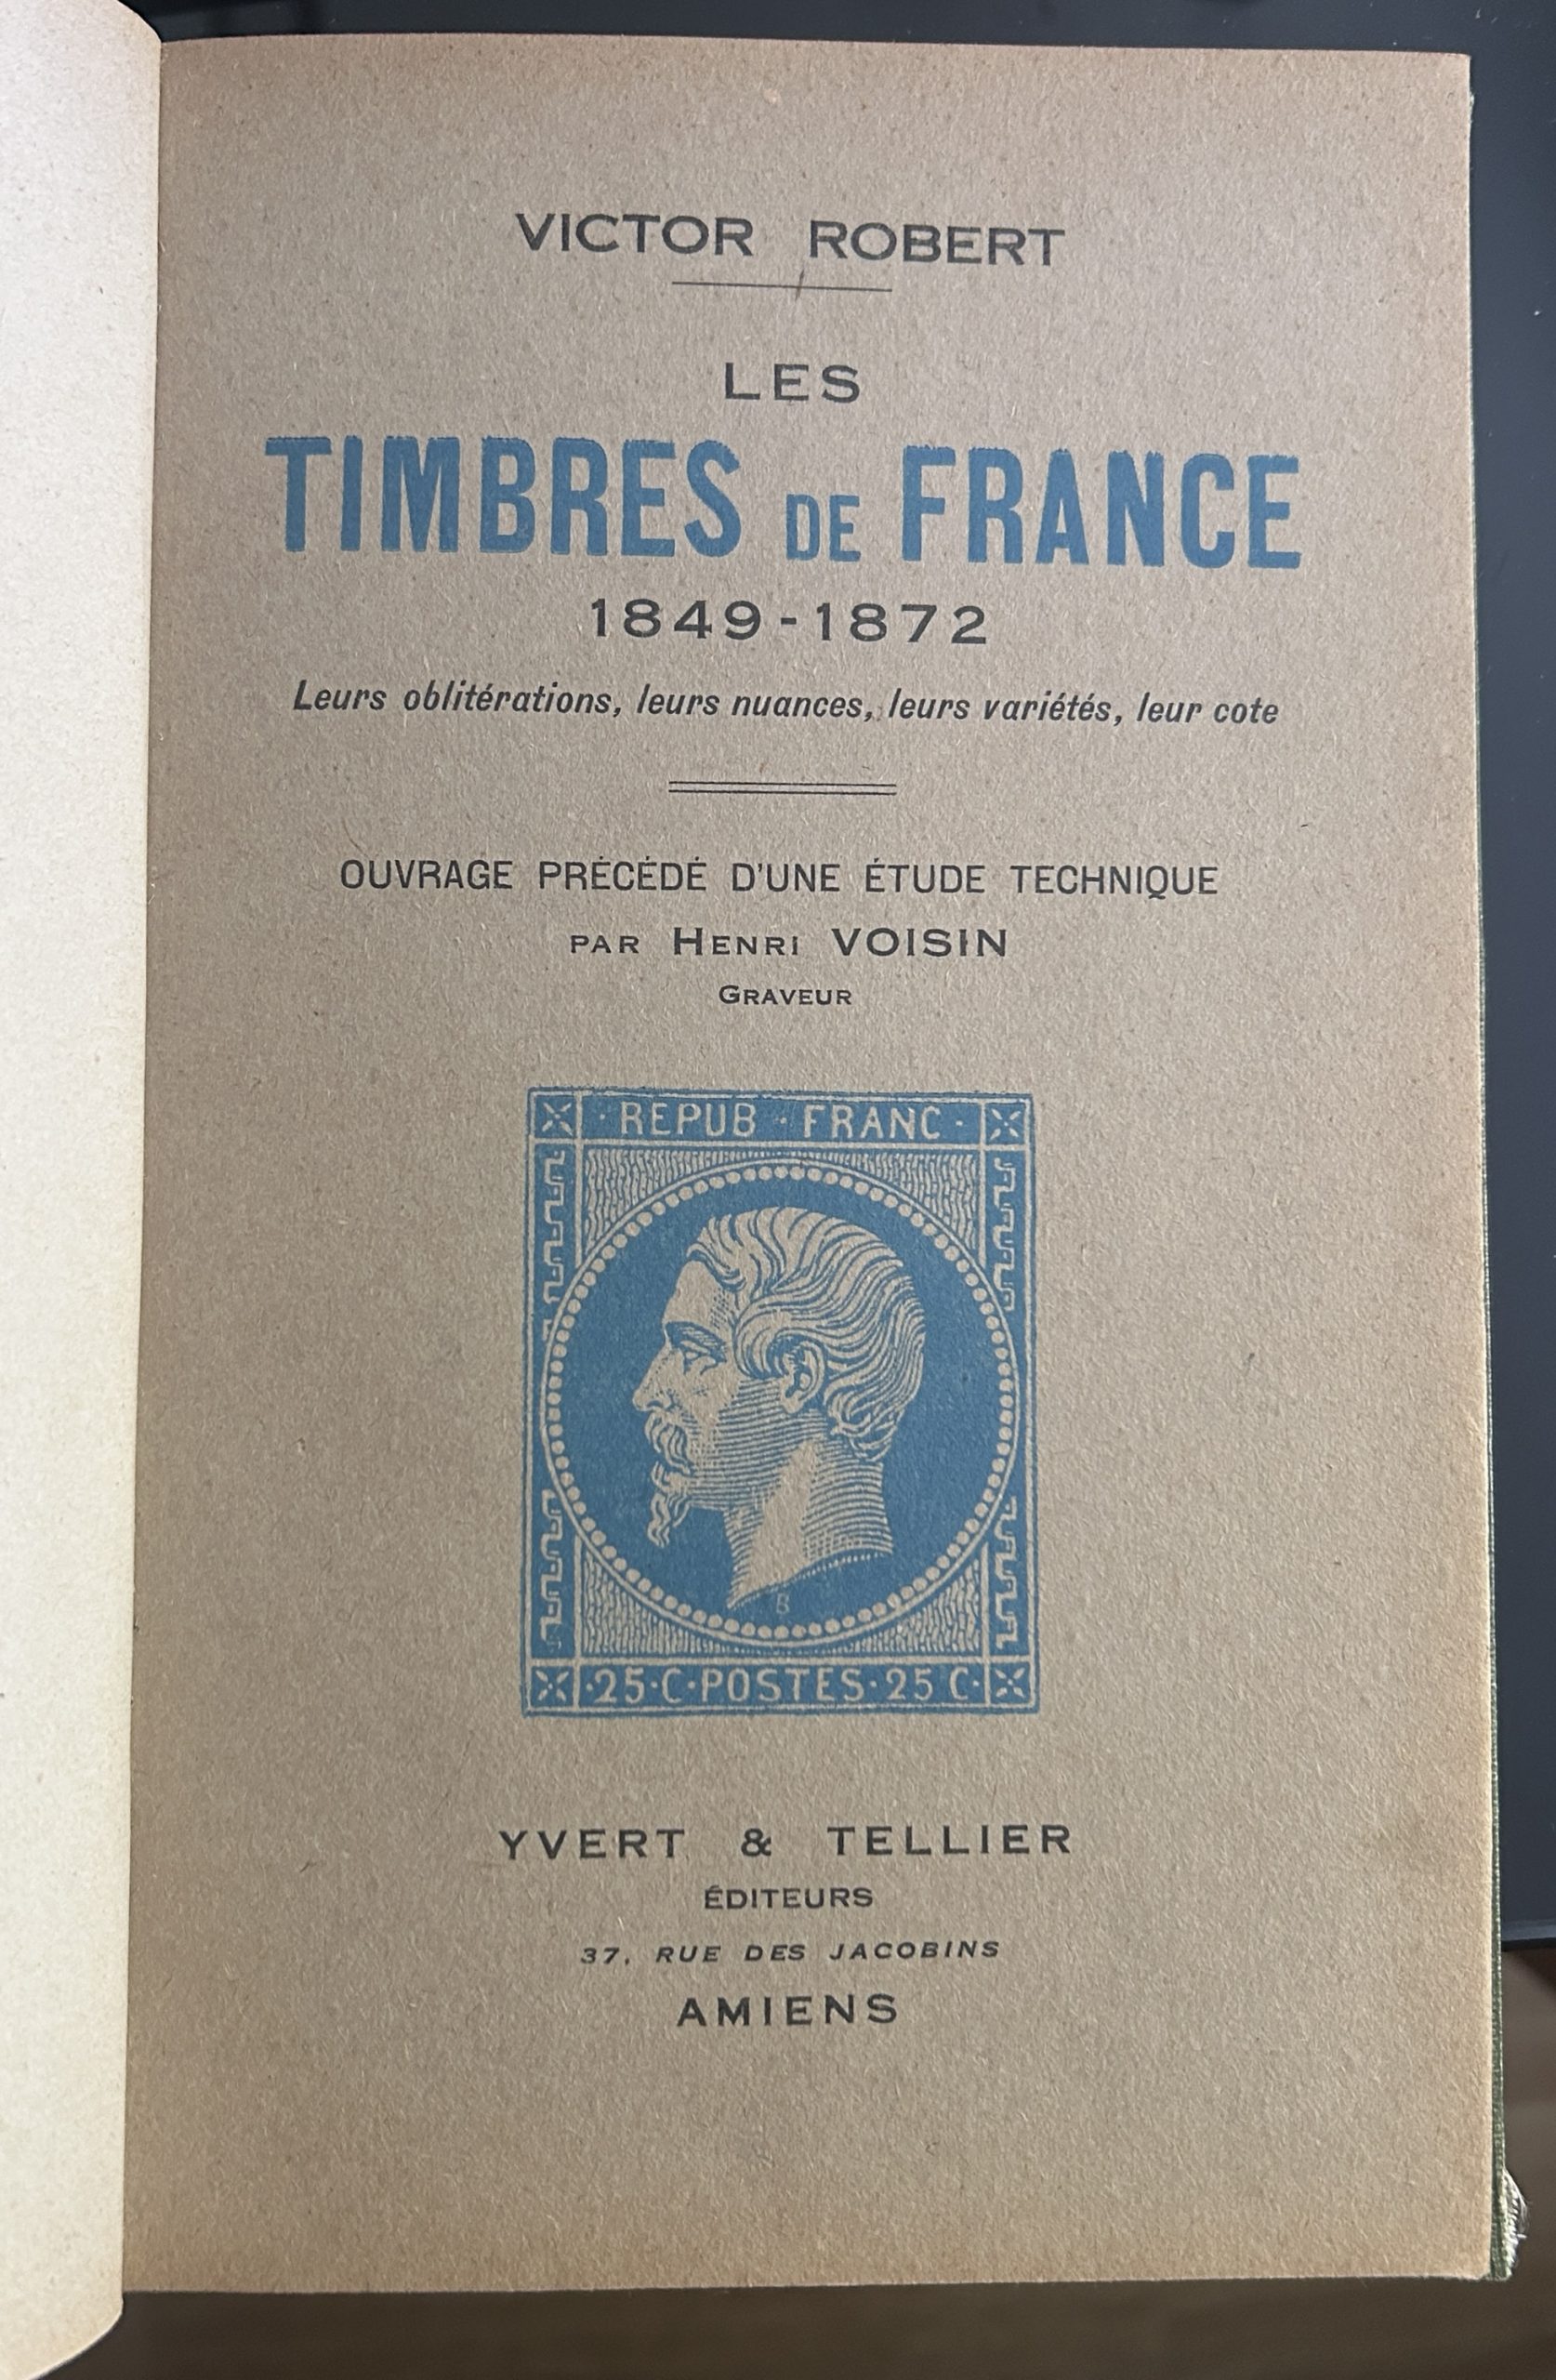 VICTOR ROBERT
LES
TIMBRES DE FRANCE
1849-1872
Leurs oblitérations, leurs nuances, leurs variétés, leur cote
OUVRAGE PRÉCÉDÉ D'UNE ÉTUDE TECHNIQUE
PAR HENRI VOISIN
GRAVEUR
· REPUB · FRANC ·
B
·25·C·POSTES·25 C·
YVERT & TELLIER
ÉDITEURS
37, RUE DES JACOBINS
AMIENS